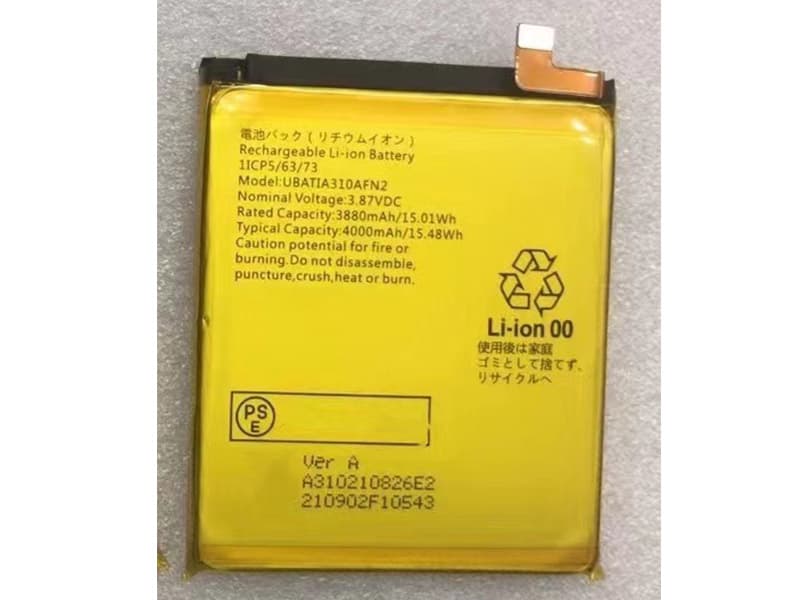 電池パック(リチウムイオン)
Rechargeable Li-ion Battery
1ICP5/63/73
Model:UBATIA310AFN2
Nominal Voltage:3.87VDC
Rated Capacity:3880mAh/15.01Wh
Typical Capacity:4000mAh/15.48Wh
Caution potential for fire or
burning.Do not disassemble,
puncture,crush,heat or burn.
Li-ion 00
使用後は家庭
ゴミとして捨てず、
リサイクルへ
PS
E
Ver A
A310210826E2
210902F10543